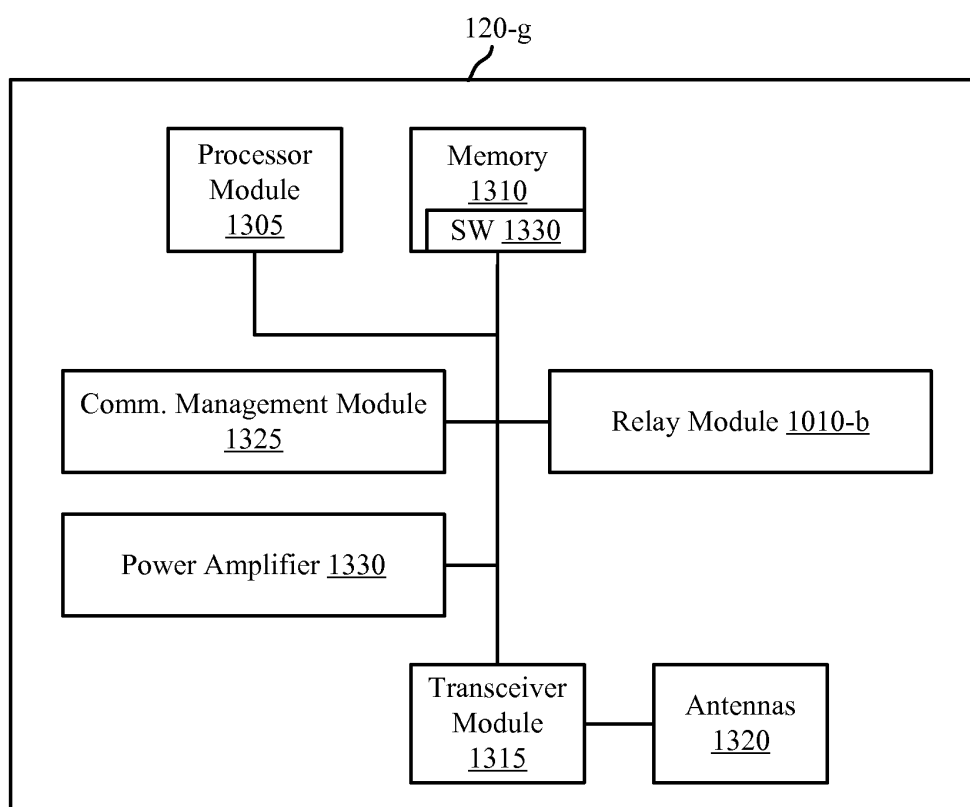 120-g
Processor
Module
1305
Memory
1310
SW 1330
Comm. Management Module
1325
Relay Module 1010-b
Power Amplifier 1330
Transceiver
Module
1315
Antennas
1320